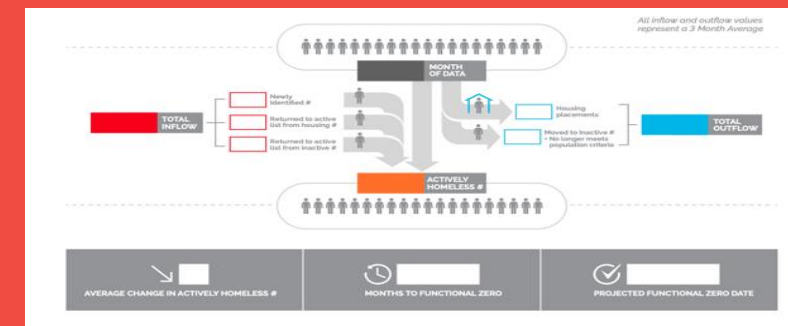 All inflow and outflow values
represent a 3 Month Average
MONTH
OF DATA
Newly
Identified #
Returned to active
list from housing #
Returned to active
list from inactive #
TOTAL
INFLOW
Housing
placements
Moved to Inactive #
+ No longer meets
population criteria
TOTAL
OUTFLOW
ACTIVELY
HOMELESS #
AVERAGE CHANGE IN ACTIVELY HOMELESS #
MONTHS TO FUNCTIONAL ZERO
PROJECTED FUNCTIONAL ZERO DATE